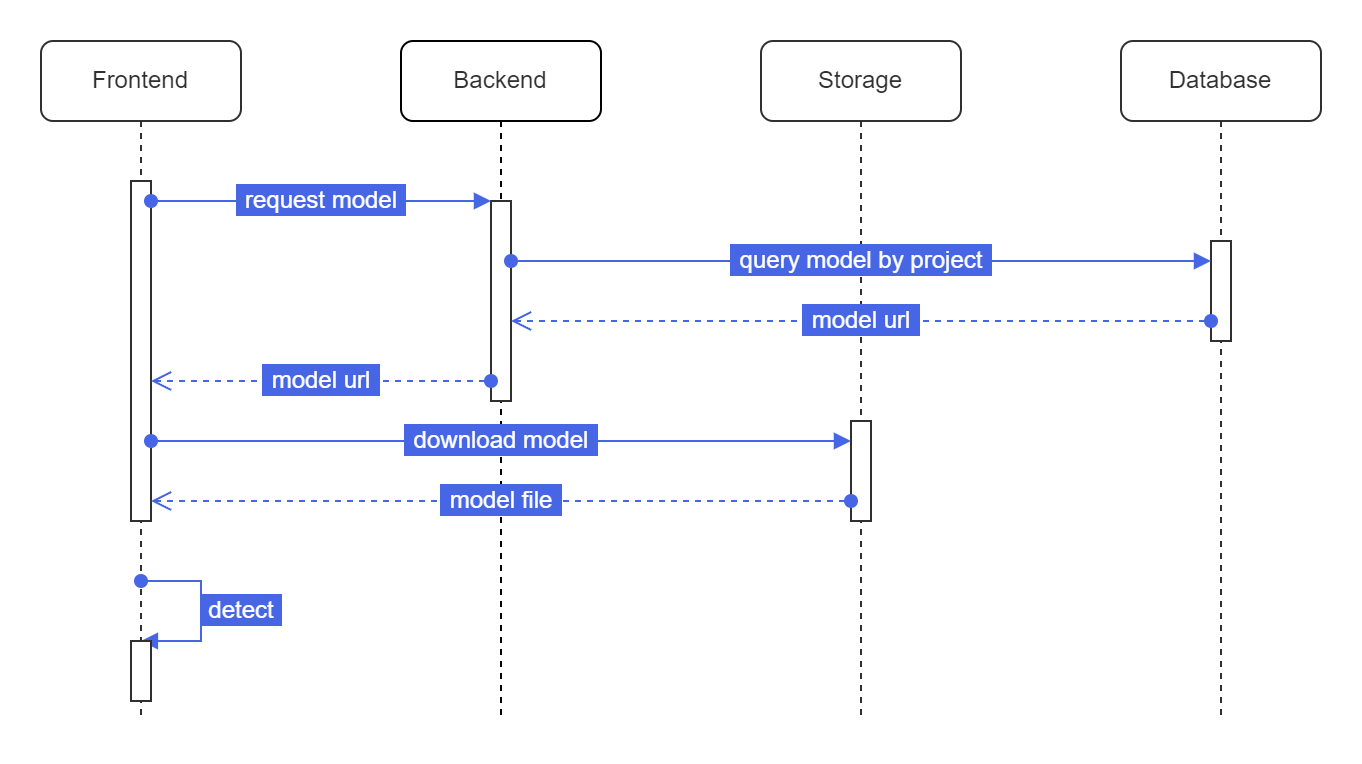 Frontend
Backend
Storage
Database
request model
query model by project
model url
model url
download model
model file
detect